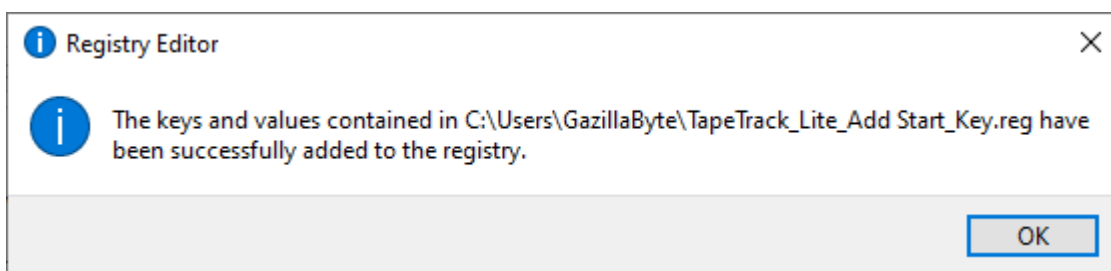 Registry Editor
The keys and values contained in C:\Users\GazillaByte\TapeTrack_Lite_Add Start_Key.reg have
been successfully added to the registry.
OK